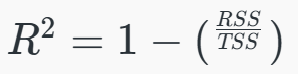 R² = 1 − (RSS/TSS)